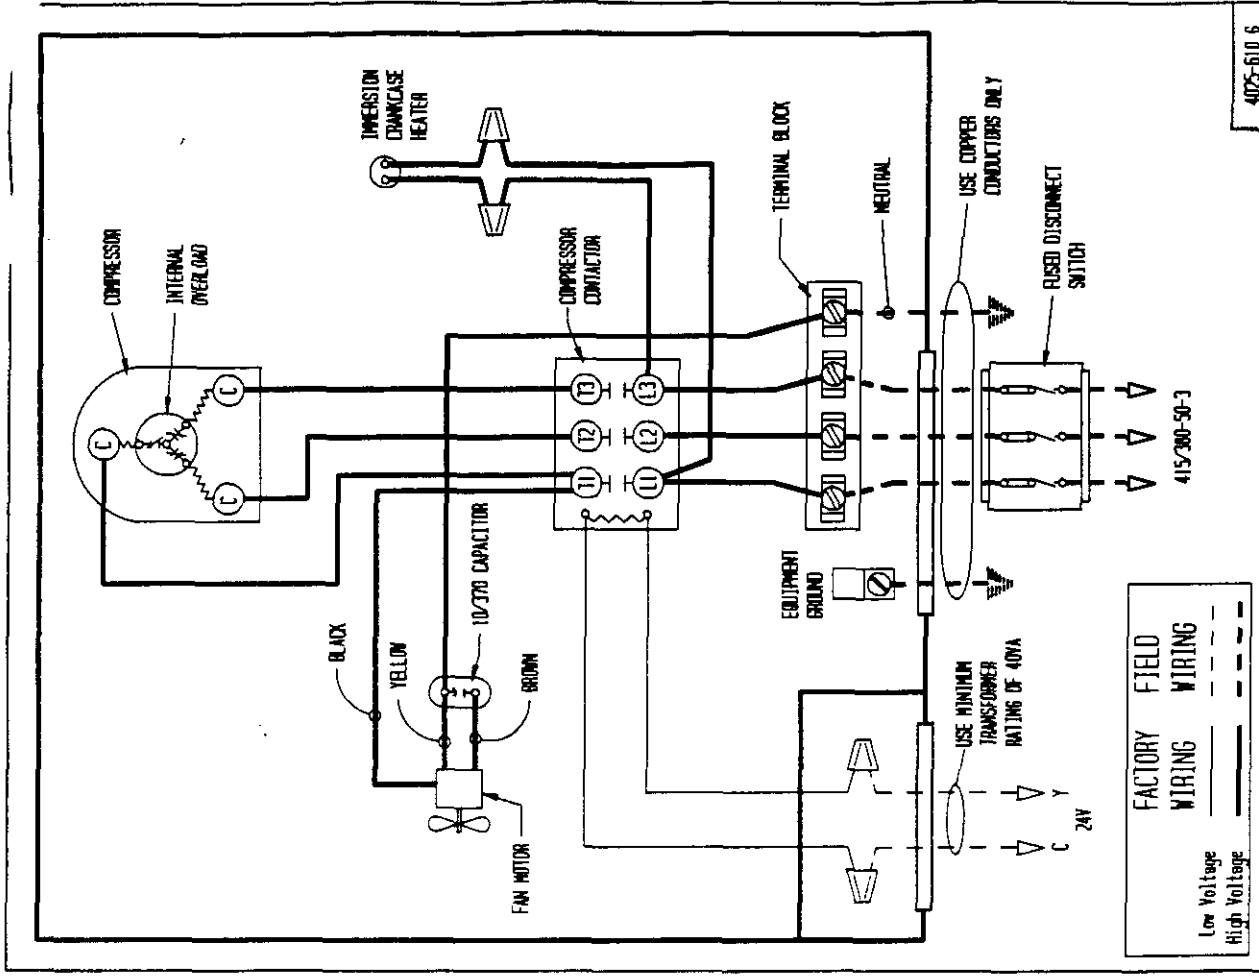 COMPRESSOR
INTERNAL
OVERLOAD
C
C
C
IMMERSION
CRANKCASE
HEATER
BLACK
YELLOW
10/370 CAPACITOR
BROWN
FAN MOTOR
COMPRESSOR
CONTACTOR
T1
T2
T3
L1
L2
L3
TERMINAL BLOCK
EQUIPMENT
GROUND
NEUTRAL
USE COPPER
CONDUCTORS ONLY
FUSED DISCONNECT
SWITCH
415/380-50-3
USE MINIMUM
TRANSFORMER
RATING OF 40VA
C
Y
24V
FACTORY
WIRING
FIELD
WIRING
Low Voltage
High Voltage
4025-610 6